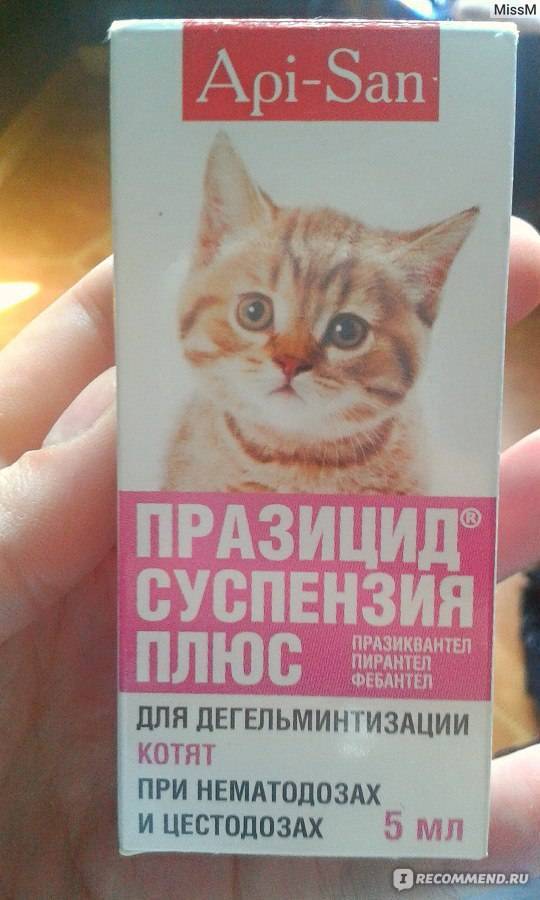 MissM
Api-San
ПРАЗИЦИД®
СУСПЕНЗИЯ
ПЛЮС
ПРАЗИКВАНТЕЛ
ПИРАНТЕЛ
ФЕБАНТЕЛ
ДЛЯ ДЕГЕЛЬМИНТИЗАЦИИ
КОТЯТ
ПРИ НЕМАТОДОЗАХ
И ЦЕСТОДОЗАХ 5 мл
I RECOMMEND.RU